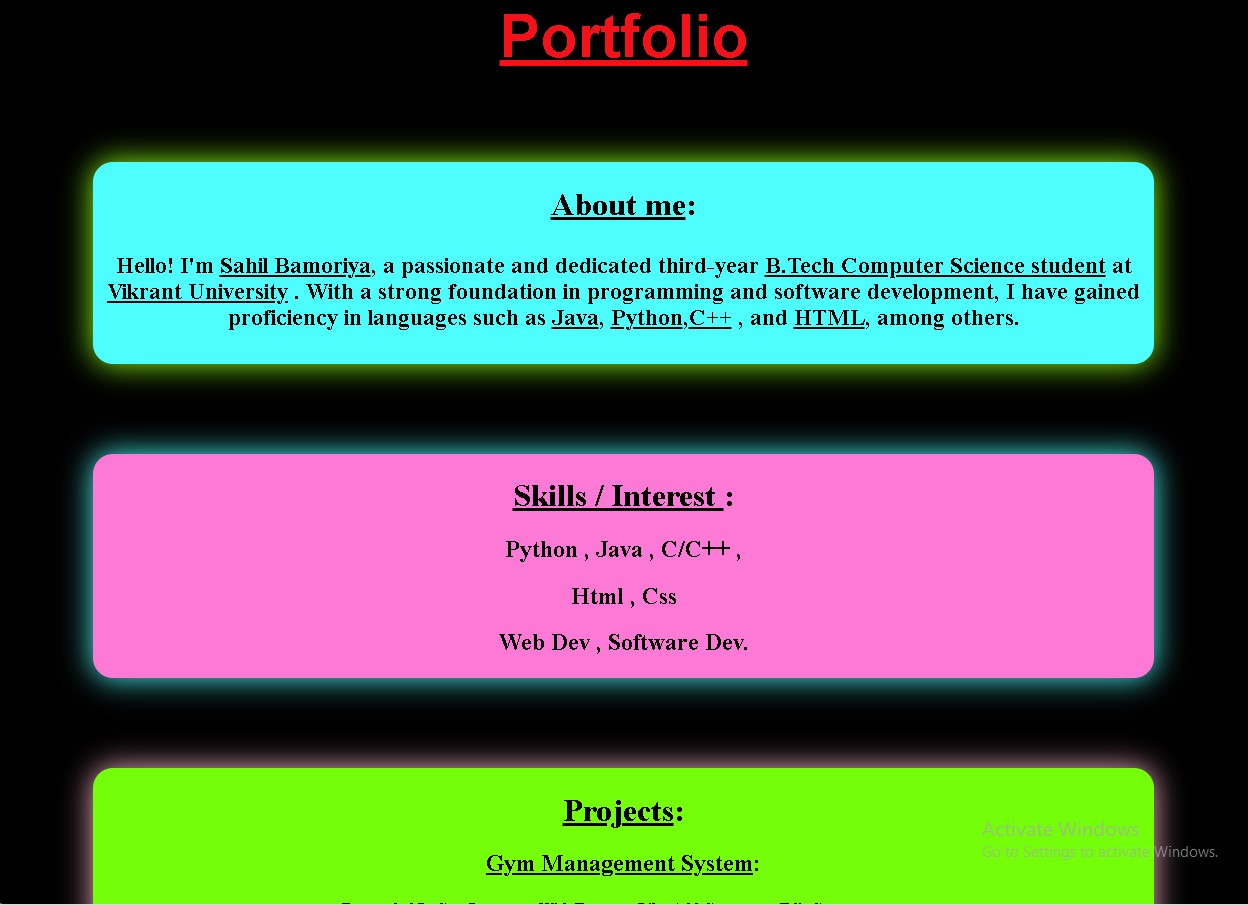 Portfolio
About me:
Hello! I'm Sahil Bamoriya, a passionate and dedicated third-year B.Tech Computer Science student at
Vikrant University . With a strong foundation in programming and software development, I have gained
proficiency in languages such as Java, Python,C++ , and HTML, among others.
Skills / Interest :
Python , Java , C/C++ ,
Html , Css
Web Dev , Software Dev.
Projects:
Gym Management System:
Activate Windows
Go to Settings to activate Windows.